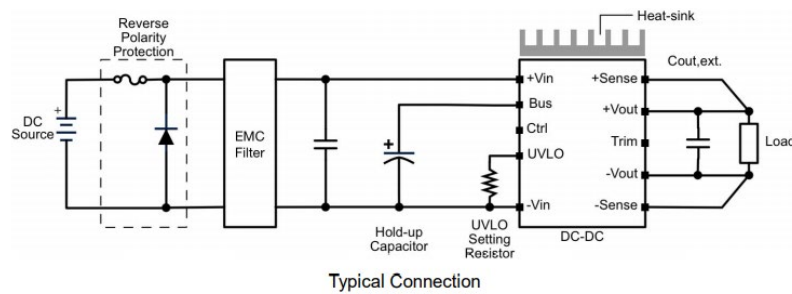 Heat-sink
Reverse
Polarity
Protection
Cout,ext.
+Vin
+Sense
Bus
+Vout
+
DC
Source
EMC
Filter
+
Ctrl
Trim
Load
UVLO
-Vout
-Vin
-Sense
Hold-up
Capacitor
UVLO
Setting
Resistor
DC-DC
Typical Connection